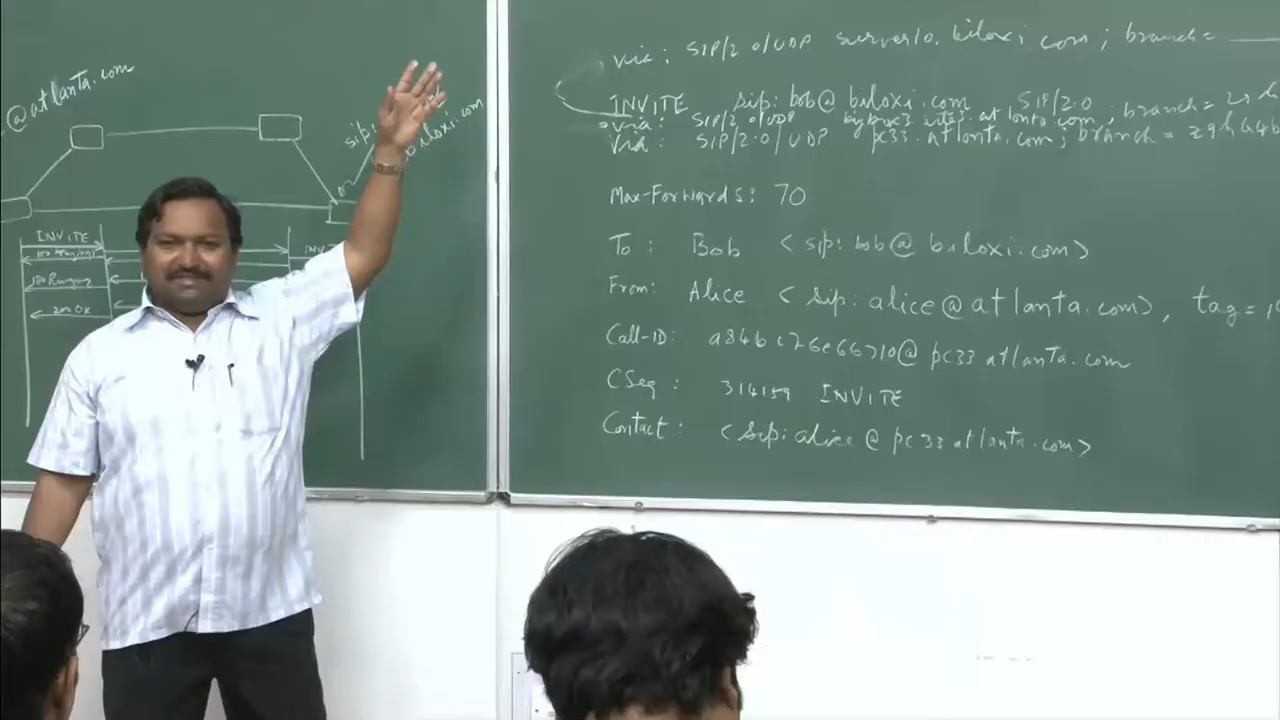 @atlanta.com
sip:
biloxi.com
INVITE
180 Ringing
200 OK
via: SIP/2.0/UDP server10.biloxi.com; branch=
INVITE sip: bob@biloxi.com SIP/2.0
via: SIP/2.0/UDP atlanta.com; branch=
via: SIP/2.0/UDP pc33.atlanta.com; branch =
Max-Forwards: 70
To: Bob <sip: bob@biloxi.com>
From: Alice <sip: alice@atlanta.com>, tag=
Call-ID: a84b c76e66710@pc33 atlanta.com
CSeq: 314159 INVITE
Contact: <sip: alice@pc33 atlanta.com>